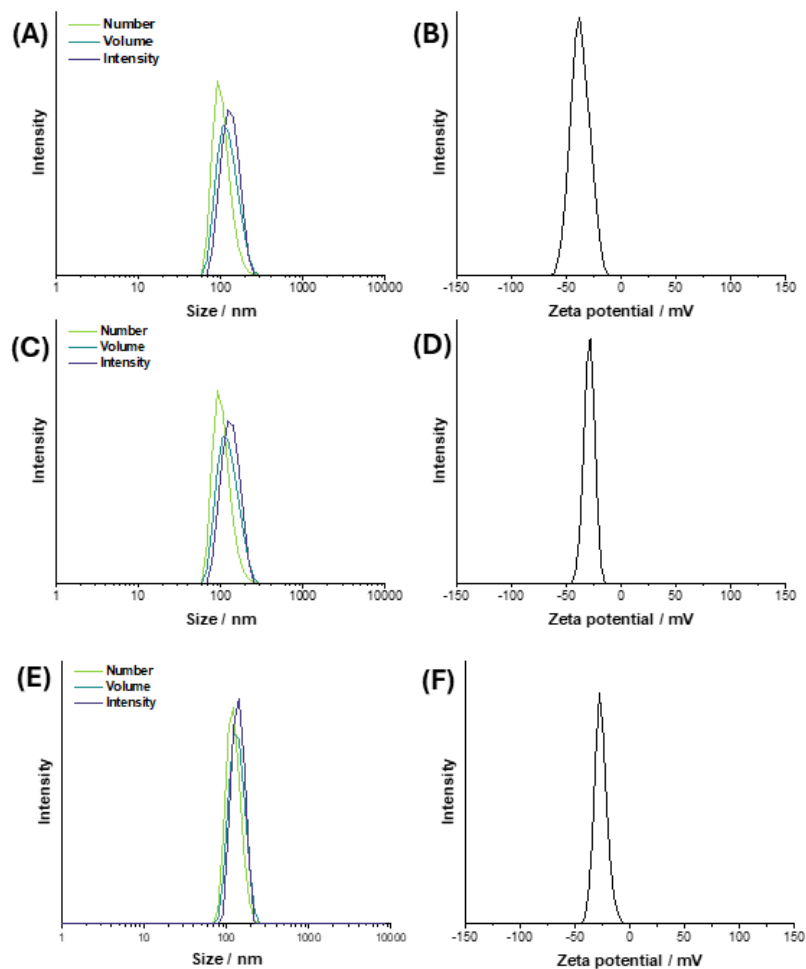 (A)
Number
Volume
Intensity
Intensity
1 10 100 1000 10000
Size / nm
(B)
Intensity
-150 -100 -50 0 50 100 150
Zeta potential / mV
(C)
Number
Volume
Intensity
Intensity
1 10 100 1000 10000
Size / nm
(D)
Intensity
-150 -100 -50 0 50 100 150
Zeta potential / mV
(E)
Number
Volume
Intensity
Intensity
1 10 100 1000 10000
Size / nm
(F)
Intensity
-150 -100 -50 0 50 100 150
Zeta potential / mV